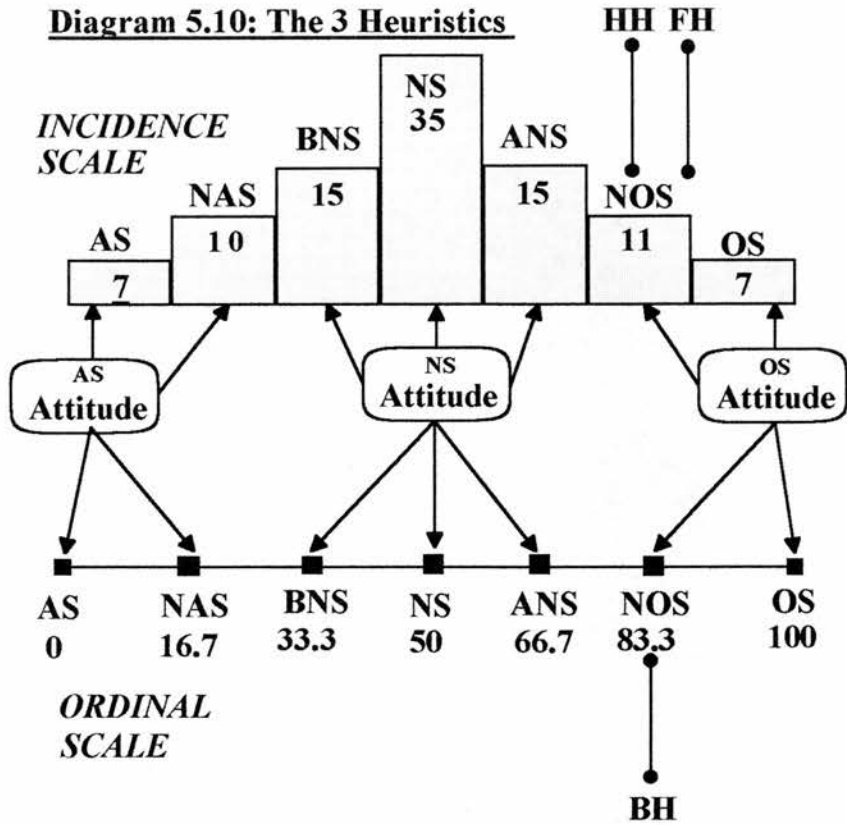 Diagram 5.10: The 3 Heuristics
HH FH
INCIDENCE
SCALE
AS
7
NAS
10
BNS
15
NS
35
ANS
15
NOS
11
OS
7
AS
Attitude
NS
Attitude
OS
Attitude
AS NAS BNS NS ANS NOS OS
0 16.7 33.3 50 66.7 83.3 100
ORDINAL
SCALE
BH